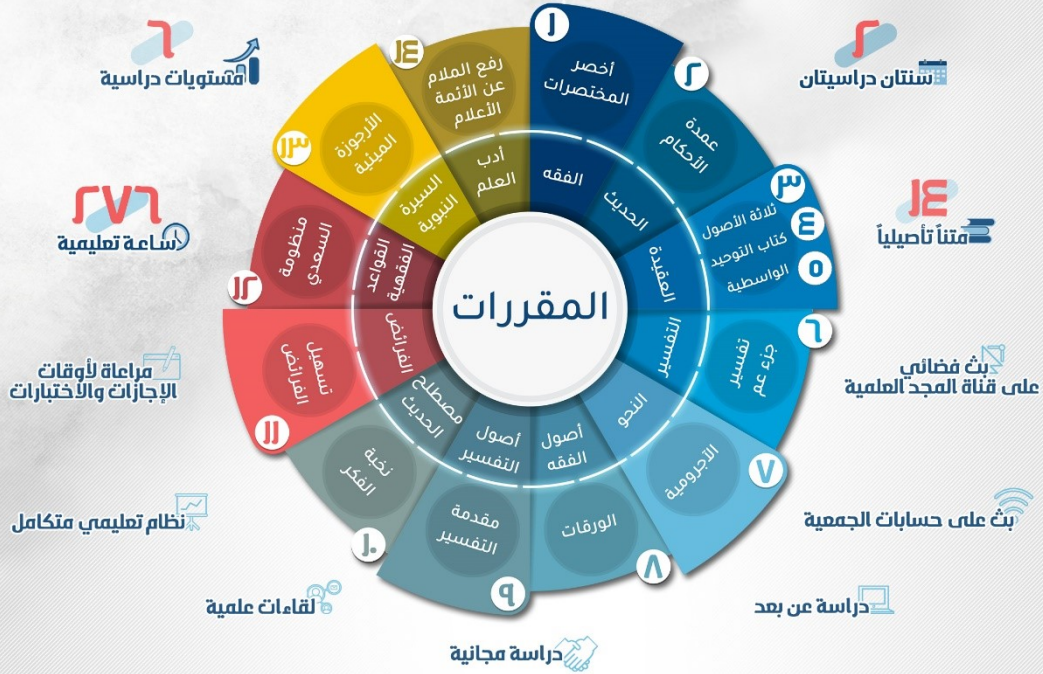 المقررات
الفقه
١
أخصر
المختصرات
الحديث
٢
عمدة
الأحكام
العقيدة
٣
ثلاثة الأصول
٤
كتاب التوحيد
٥
الواسطية
التفسير
٦
تفسير
جزء عم
النحو
٧
الآجرومية
أصول
الفقه
٨
الورقات
أصول
التفسير
٩
مقدمة
التفسير
مصطلح
الحديث
١٠
نخبة
الفكر
الفرائض
١١
تسهيل
الفرائض
القواعد
الفقهية
١٢
منظومة
السعدي
السيرة
النبوية
١٣
الأرجوزة
الميئية
أدب
العلم
١٤
رفع الملام
عن الأئمة
الأعلام
٢
سنتان دراسيتان
١٤
متناً تأصيلياً
بث فضائي
على قناة المجد العلمية
بث على حسابات الجمعية
دراسة عن بعد
دراسة مجانية
لقاءات علمية
نظام تعليمي متكامل
مراعاة لأوقات
الإجازات والأختبارات
٢٧٦
ساعة تعليمية
٦
مستويات دراسية